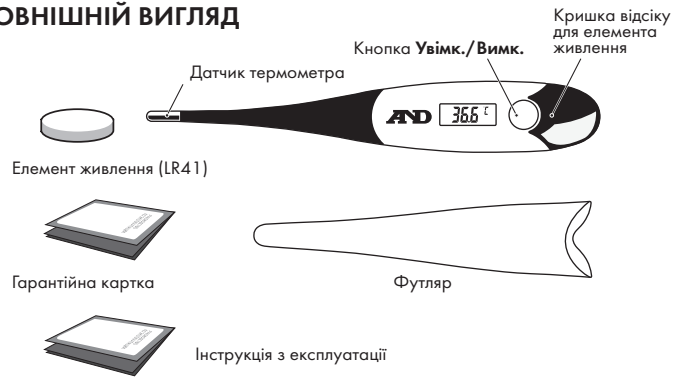 ОВНІШНІЙ ВИГЛЯД
Кришка відсіку
для елемента
живлення
Кнопка Увімк./Вимк.
Датчик термометра
AND
36.6 °C
Елемент живлення (LR41)
Гарантійна картка
Футляр
Інструкція з експлуатації